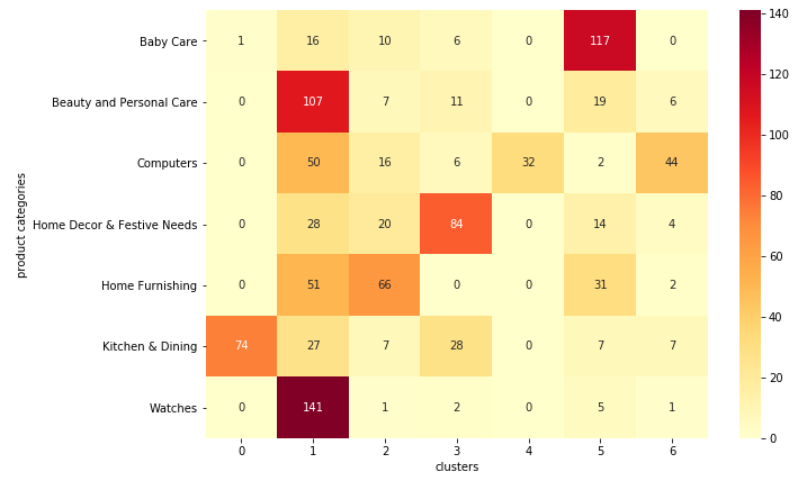 product categories
Baby Care 1 16 10 6 0 117 0
Beauty and Personal Care 0 107 7 11 0 19 6
Computers 0 50 16 6 32 2 44
Home Decor & Festive Needs 0 28 20 84 0 14 4
Home Furnishing 0 51 66 0 0 31 2
Kitchen & Dining 74 27 7 28 0 7 7
Watches 0 141 1 2 0 5 1
0 1 2 3 4 5 6
clusters
140
120
100
80
60
40
20
0